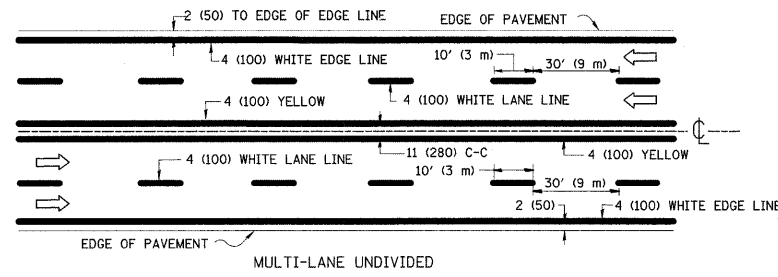 2 (50) TO EDGE OF EDGE LINE
EDGE OF PAVEMENT
4 (100) WHITE EDGE LINE
10' (3 m)
30' (9 m)
4 (100) YELLOW
4 (100) WHITE LANE LINE
℄
4 (100) WHITE LANE LINE
11 (280) C-C
4 (100) YELLOW
10' (3 m)
30' (9 m)
2 (50)
4 (100) WHITE EDGE LINE
EDGE OF PAVEMENT
MULTI-LANE UNDIVIDED